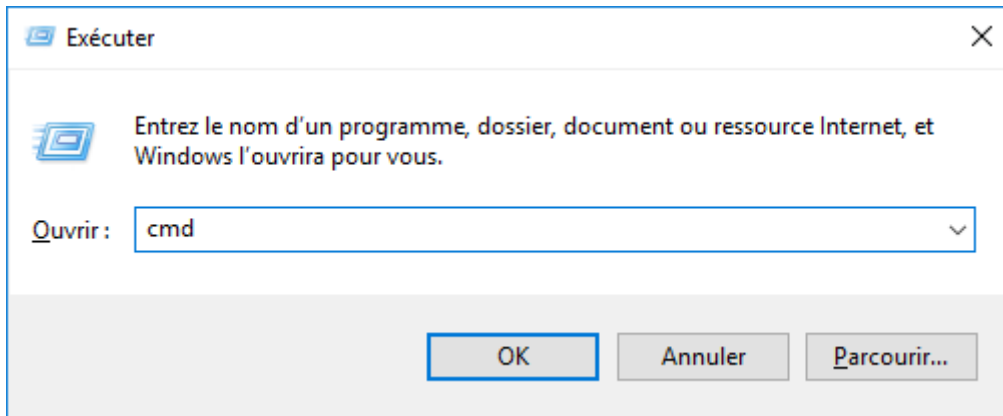 Exécuter
Entrez le nom d'un programme, dossier, document ou ressource Internet, et
Windows l'ouvrira pour vous.
Ouvrir : cmd
OK Annuler Parcourir...